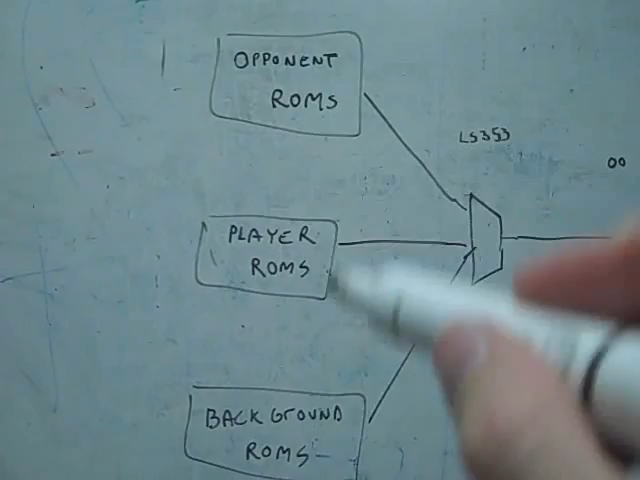 OPPONENT
ROMS
LS353
00
PLAYER
ROMS
BACKGROUND
ROMS